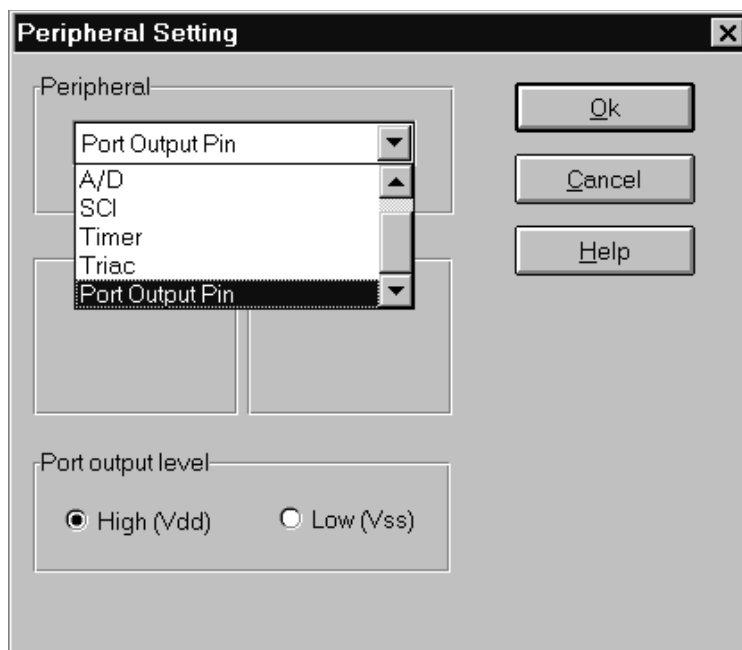 Peripheral Setting
Peripheral
Port Output Pin
A/D
SCI
Timer
Triac
Port Output Pin
Ok
Cancel
Help
Port output level
High (Vdd)
Low (Vss)